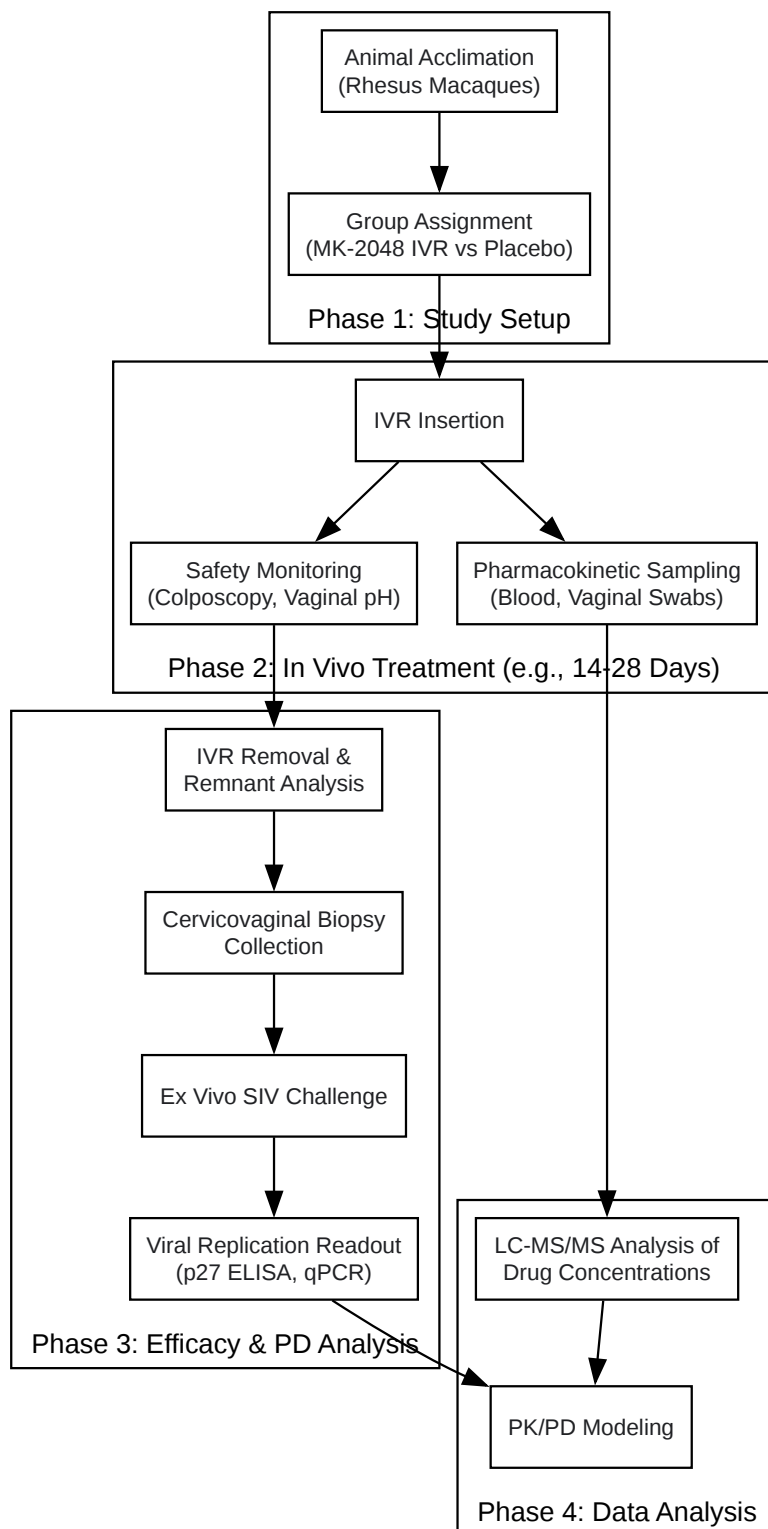 Animal Acclimation
(Rhesus Macaques)
Group Assignment
(MK-2048 IVR vs Placebo)
Phase 1: Study Setup
IVR Insertion
Safety Monitoring
(Colposcopy, Vaginal pH)
Pharmacokinetic Sampling
(Blood, Vaginal Swabs)
Phase 2: In Vivo Treatment (e.g., 14-28 Days)
IVR Removal &
Remnant Analysis
Cervicovaginal Biopsy
Collection
Ex Vivo SIV Challenge
Viral Replication Readout
(p27 ELISA, qPCR)
LC-MS/MS Analysis of
Drug Concentrations
Phase 3: Efficacy & PD Analysis
PK/PD Modeling
Phase 4: Data Analysis